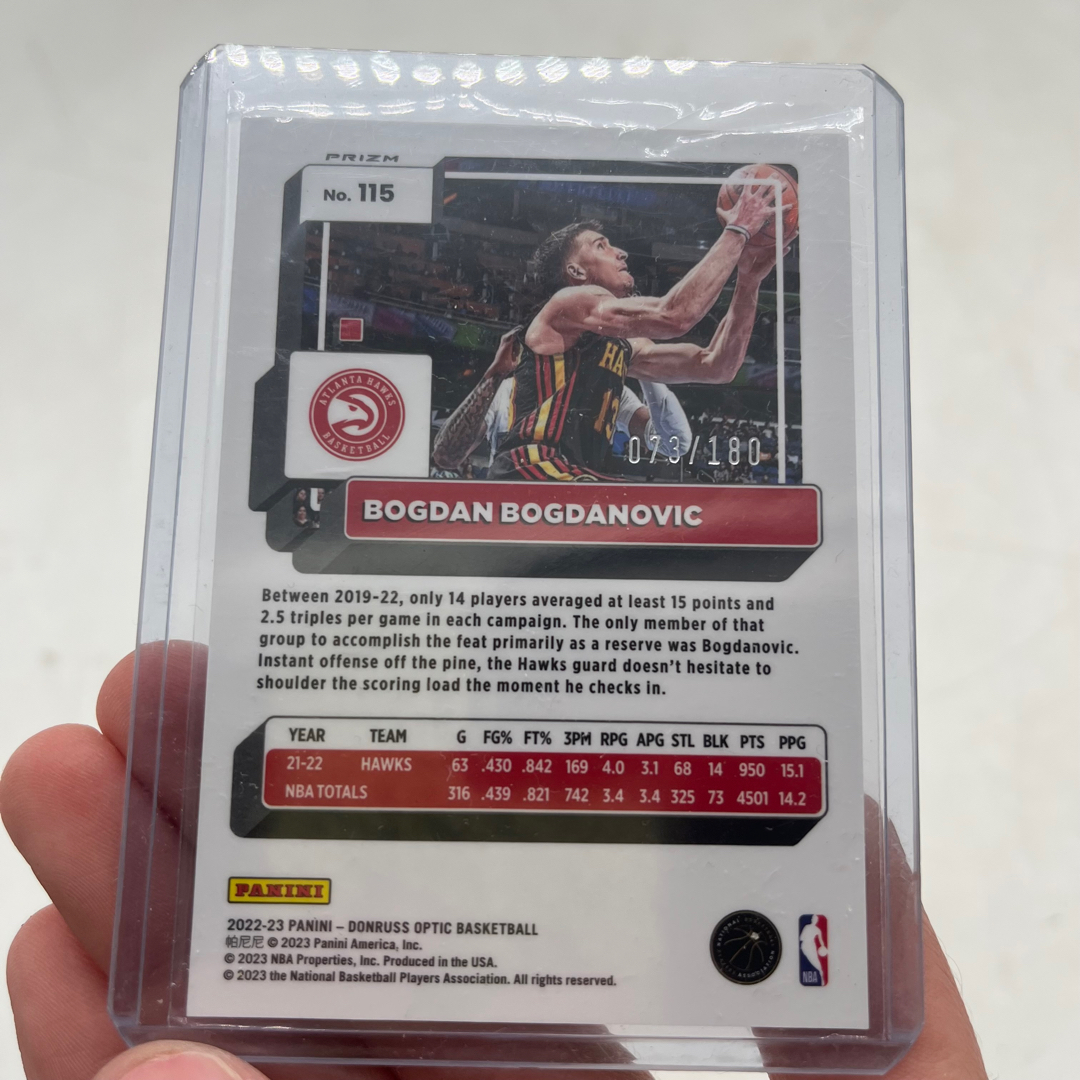 PRIZM
No. 115
HA
13
ATLANTA HAWKS
BASKETBALL
073/180
BOGDAN BOGDANOVIC
Between 2019-22, only 14 players averaged at least 15 points and
2.5 triples per game in each campaign. The only member of that
group to accomplish the feat primarily as a reserve was Bogdanovic.
Instant offense off the pine, the Hawks guard doesn't hesitate to
shoulder the scoring load the moment he checks in.
YEAR TEAM G FG% FT% 3PM RPG APG STL BLK PTS PPG
21-22 HAWKS 63 .430 .842 169 4.0 3.1 68 14 950 15.1
NBA TOTALS 316 .439 .821 742 3.4 3.4 325 73 4501 14.2
PANINI
2022-23 PANINI – DONRUSS OPTIC BASKETBALL
帕尼尼 © 2023 Panini America, Inc.
© 2023 NBA Properties, Inc. Produced in the USA.
© 2023 the National Basketball Players Association. All rights reserved.
NBA